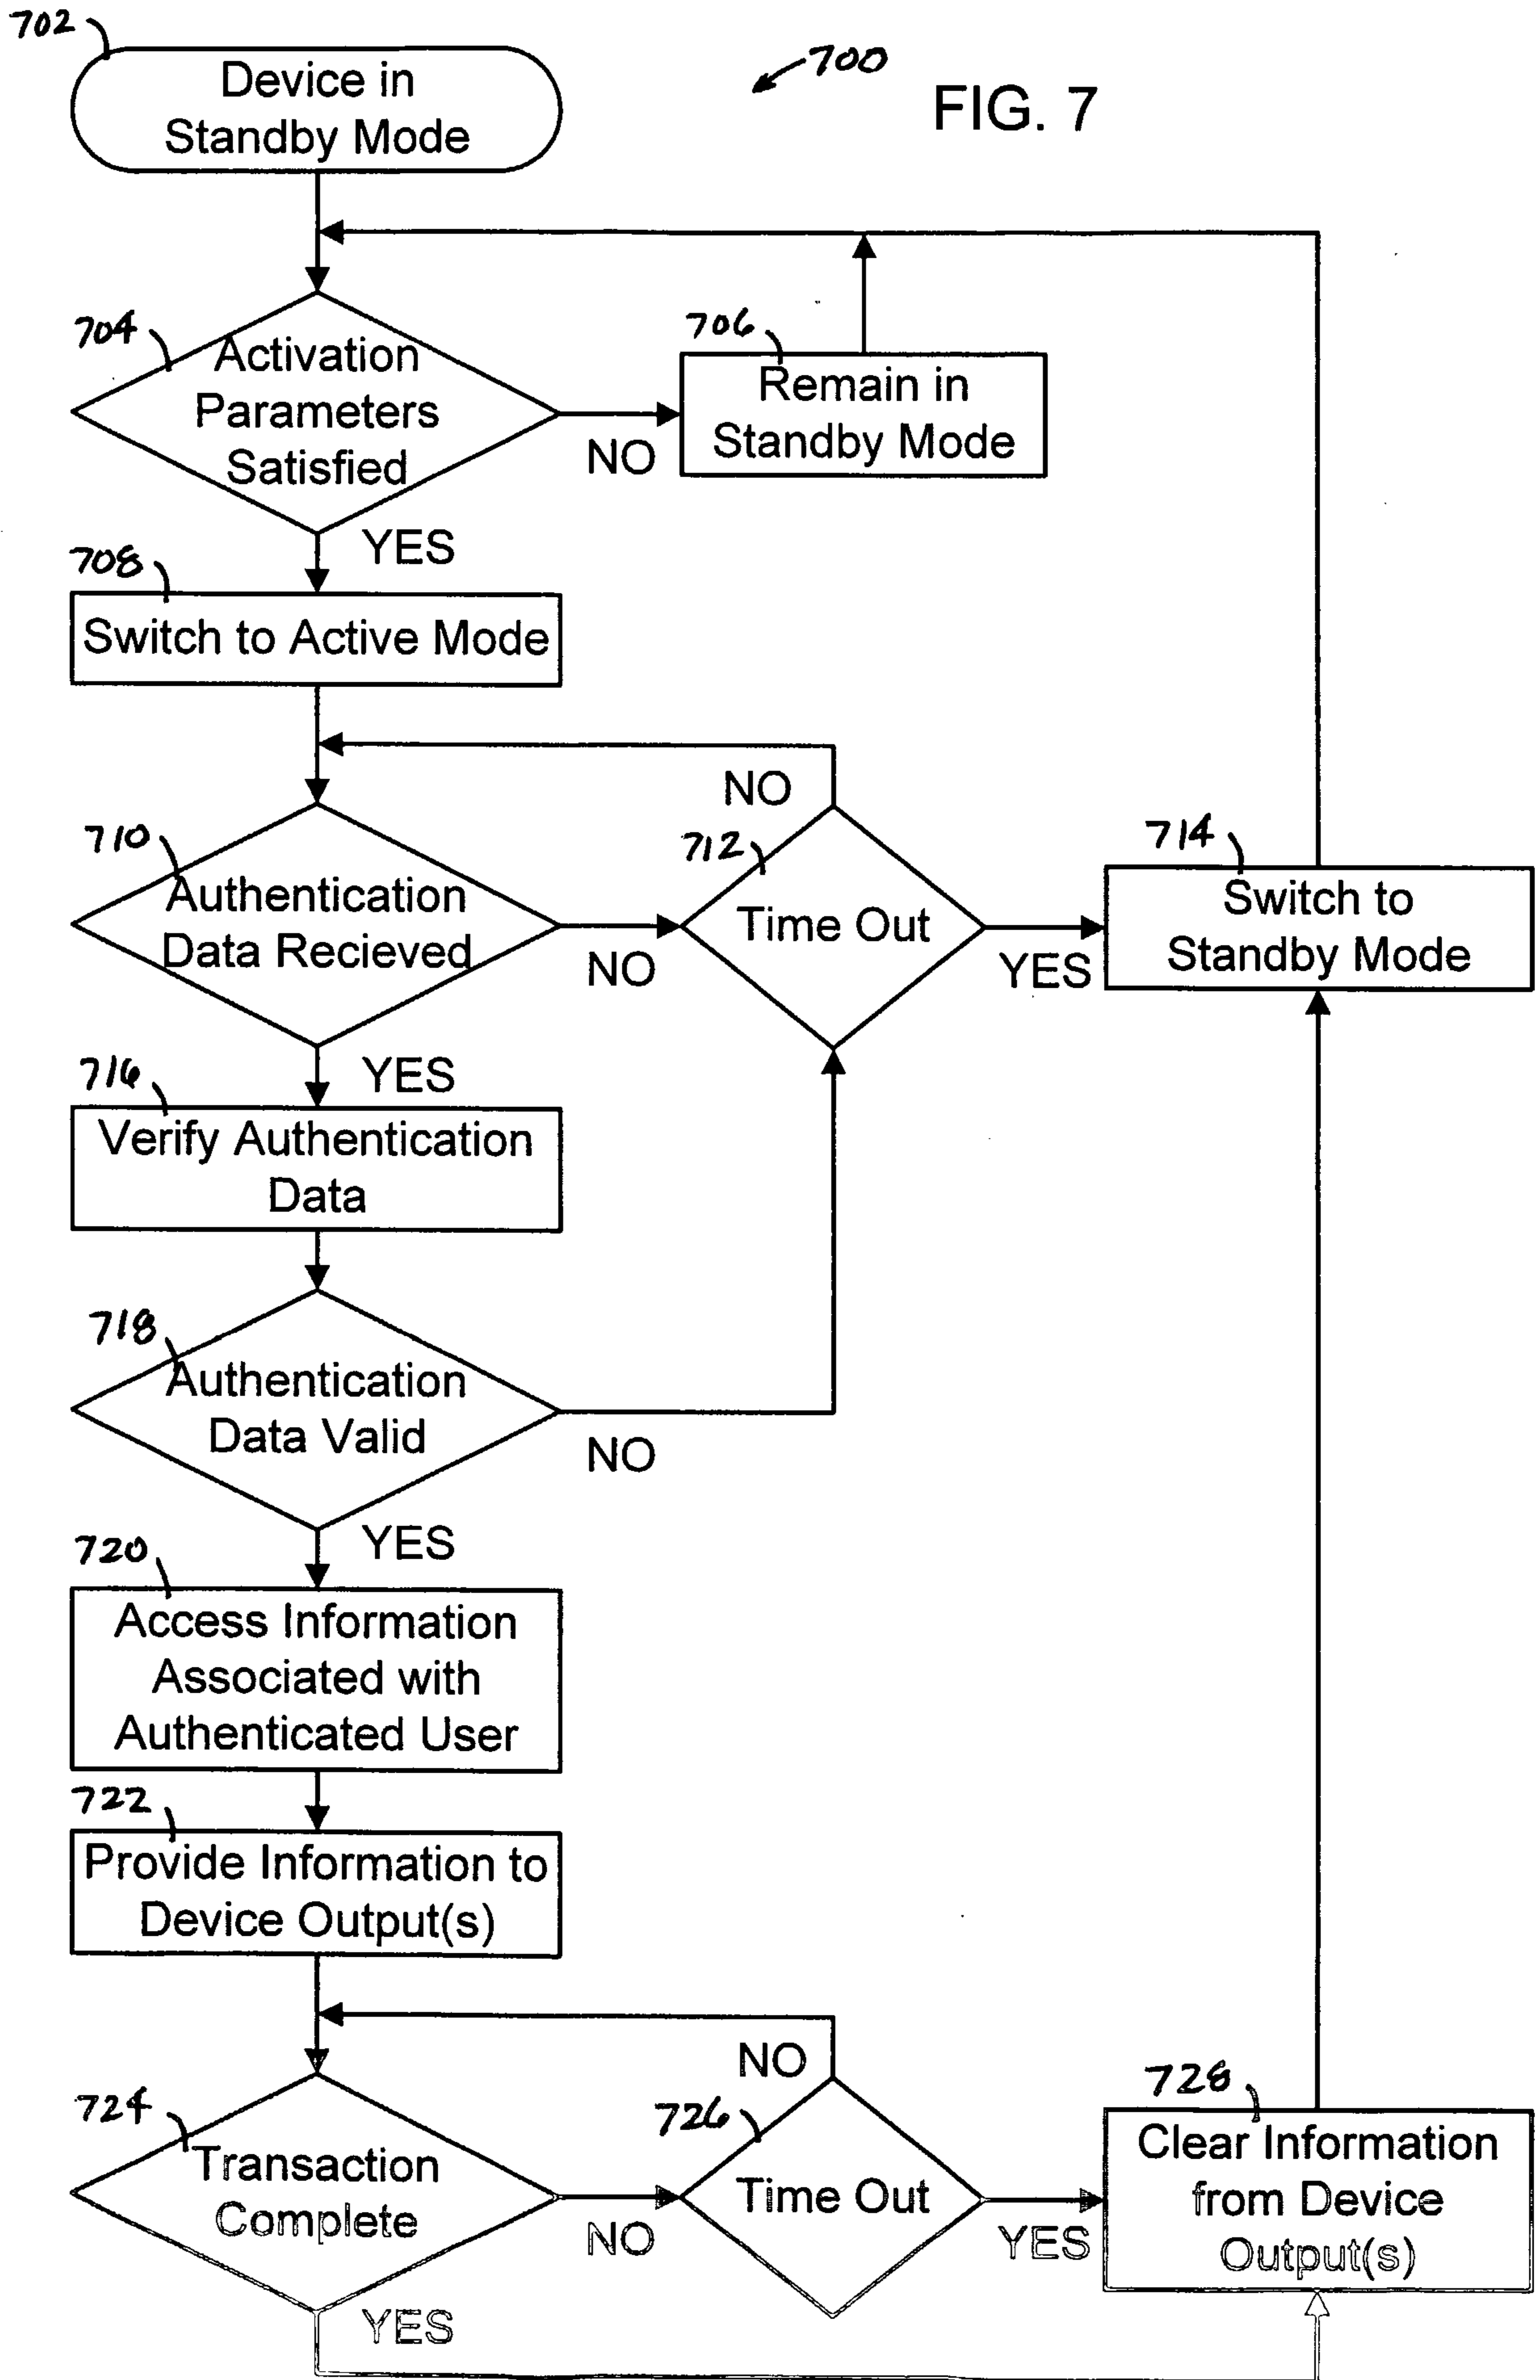 702
Device in
Standby Mode
700
FIG. 7
704
Activation
Parameters
Satisfied
NO
706
Remain in
Standby Mode
YES
708
Switch to Active Mode
NO
710
Authentication
Data Recieved
NO
712
Time Out
YES
714
Switch to
Standby Mode
YES
716
Verify Authentication
Data
718
Authentication
Data Valid
NO
YES
720
Access Information
Associated with
Authenticated User
722
Provide Information to
Device Output(s)
NO
724
Transaction
Complete
NO
726
Time Out
YES
728
Clear Information
from Device
Output(s)
YES